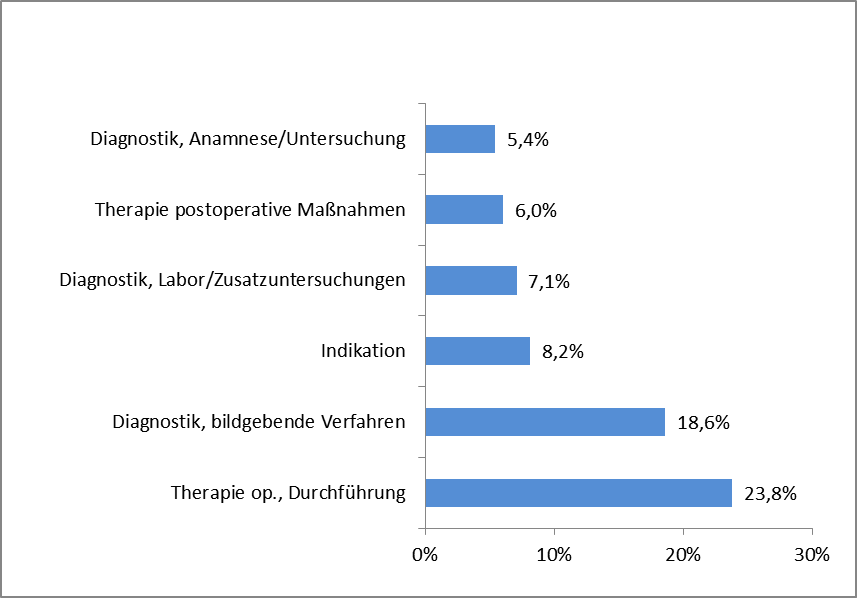 Diagnostik, Anamnese/Untersuchung 5,4%
Therapie postoperative Maßnahmen 6,0%
Diagnostik, Labor/Zusatzuntersuchungen 7,1%
Indikation 8,2%
Diagnostik, bildgebende Verfahren 18,6%
Therapie op., Durchführung 23,8%
0% 10% 20% 30%